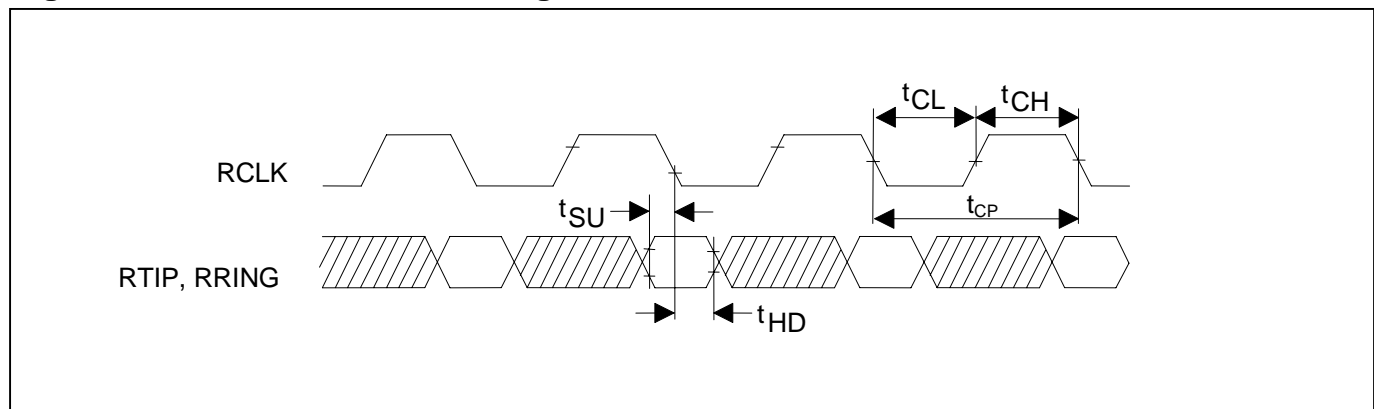 tCL tCH
RCLK
tSU
tCP
RTIP, RRING
tHD